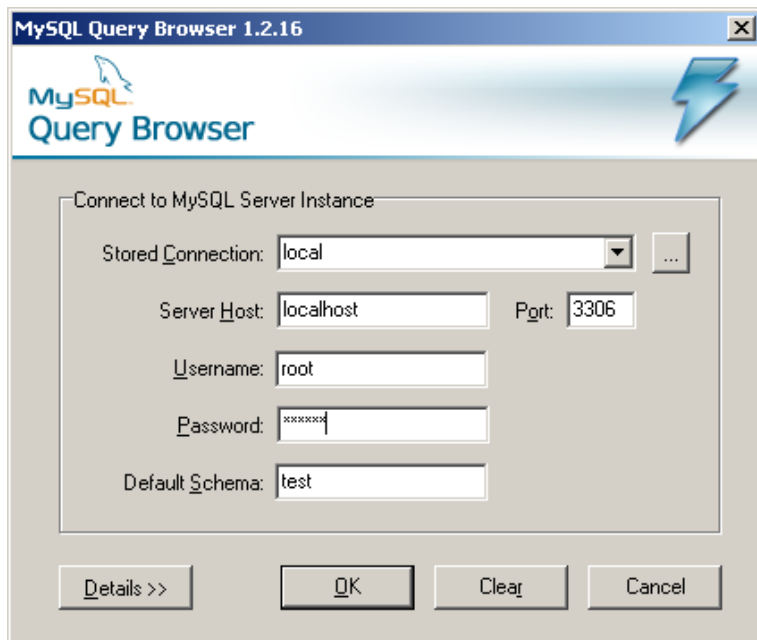 MySQL Query Browser 1.2.16
MySQL
Query Browser
Connect to MySQL Server Instance
Stored Connection: local ...
Server Host: localhost Port: 3306
Username: root
Password: ******
Default Schema: test
Details >> OK Clear Cancel